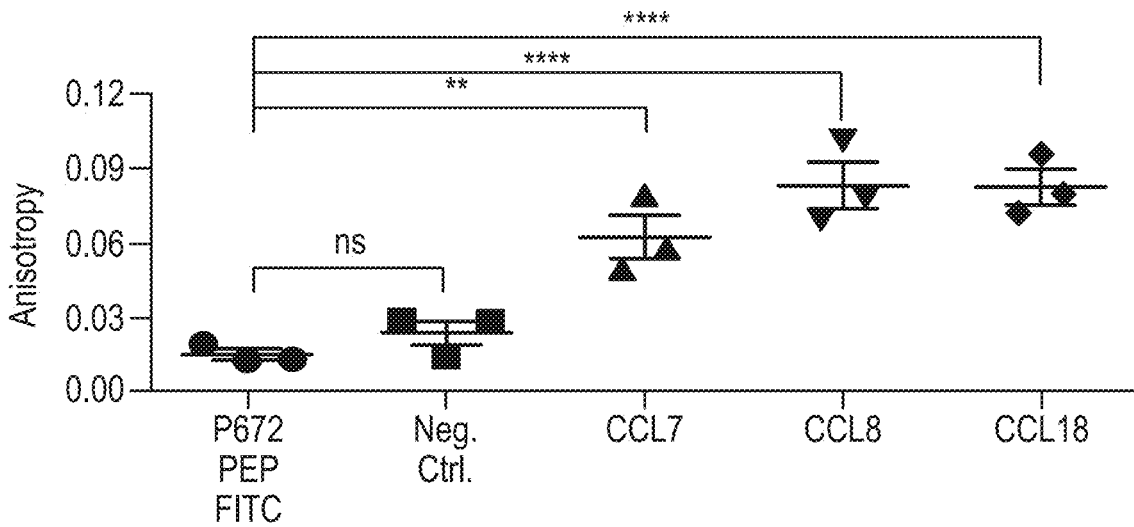 ****
****
**
0.12
0.09
0.06
0.03
0.00
Anisotropy
ns
P672
PEP
FITC
Neg.
Ctrl.
CCL7
CCL8
CCL18